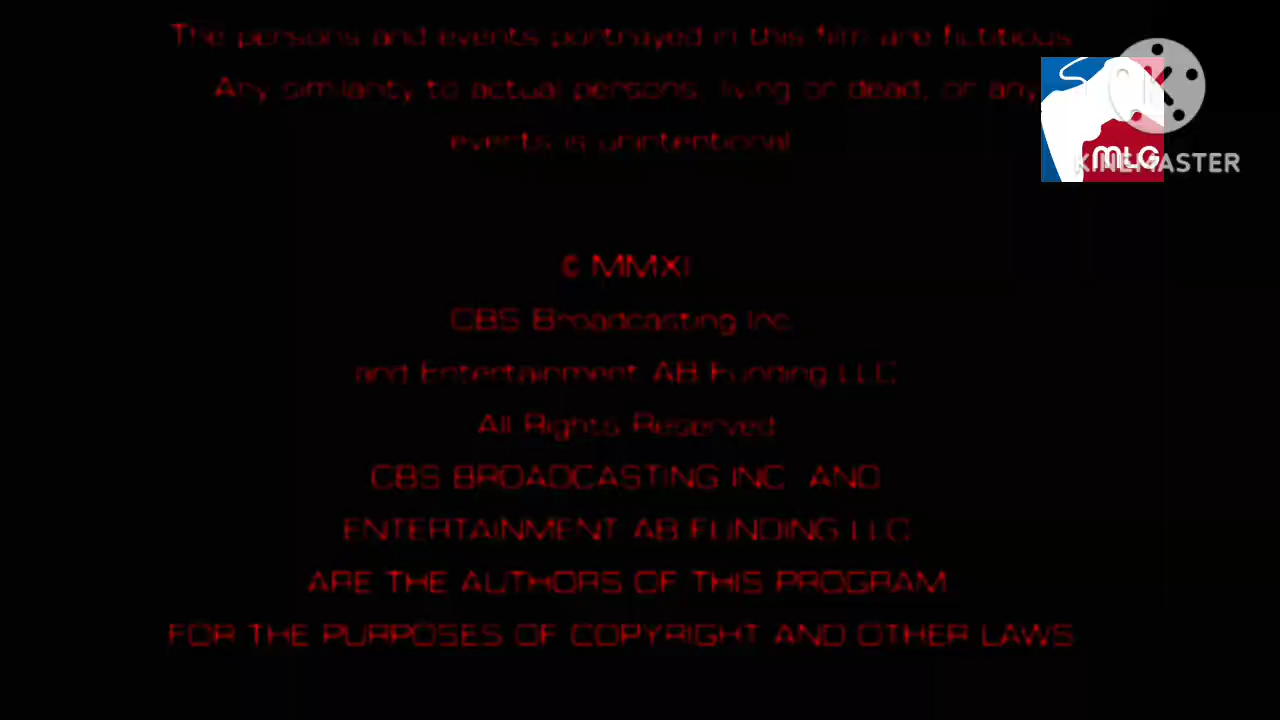 The persons and events portrayed in this film are fictitious.
Any similarity to actual persons, living or dead, or any
events is unintentional.
© MMXI
CBS Broadcasting Inc.
and Entertainment AB Funding LLC
All Rights Reserved
CBS BROADCASTING INC. AND
ENTERTAINMENT AB FUNDING LLC
ARE THE AUTHORS OF THIS PROGRAM
FOR THE PURPOSES OF COPYRIGHT AND OTHER LAWS
K
MLG
KINEMASTER